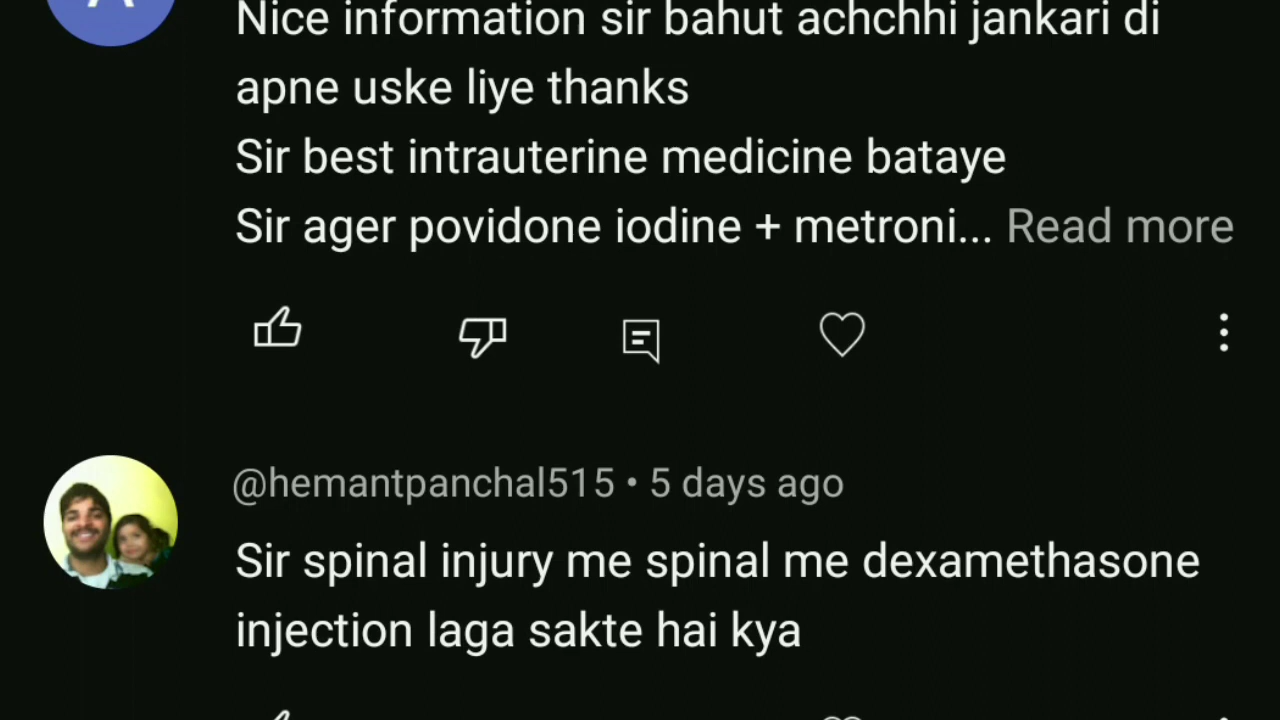 Nice information sir bahut achchhi jankari di
apne uske liye thanks
Sir best intrauterine medicine bataye
Sir ager povidone iodine + metroni... Read more
@hemantpanchal515 • 5 days ago
Sir spinal injury me spinal me dexamethasone
injection laga sakte hai kya